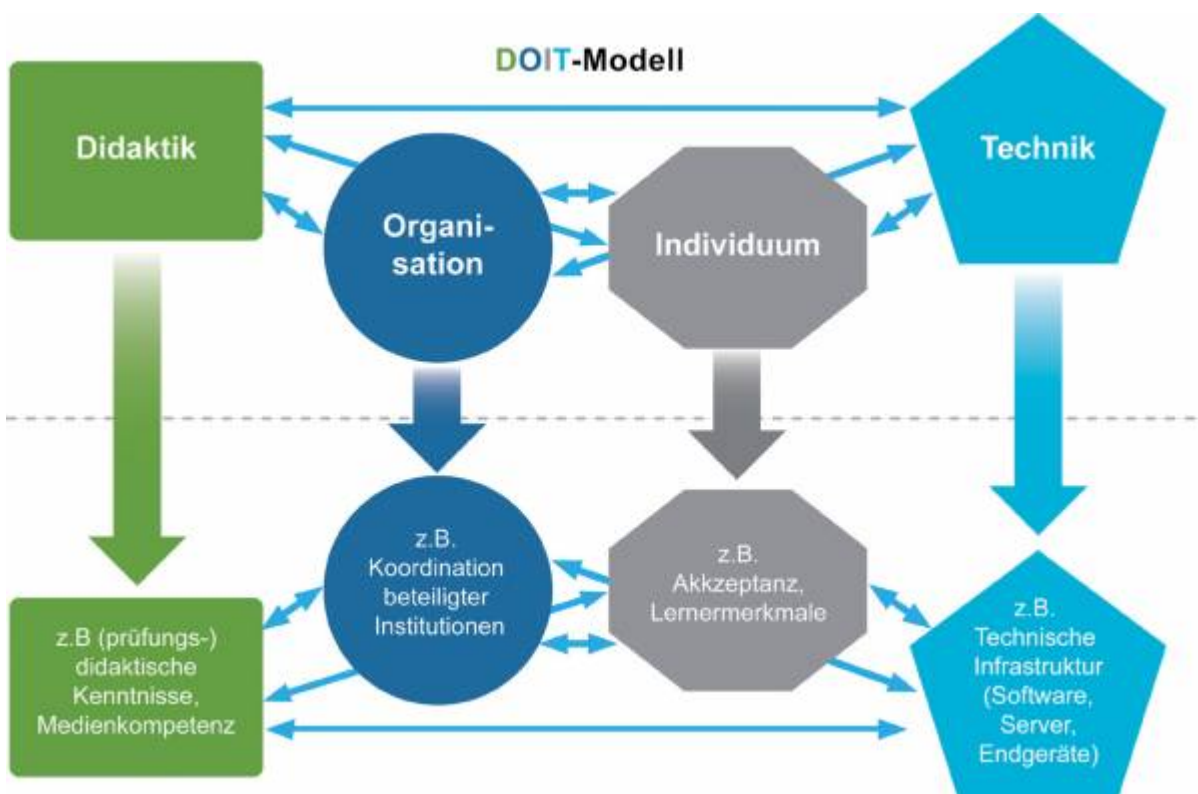 DOIT-Modell
Didaktik
Organi-
sation
Individuum
Technik
z.B (prüfungs-)
didaktische
Kenntnisse,
Medienkompetenz
z.B.
Koordination
beteiligter
Institutionen
z.B.
Akkzeptanz,
Lernermerkmale
z.B.
Technische
Infrastruktur
(Software,
Server,
Endgeräte)